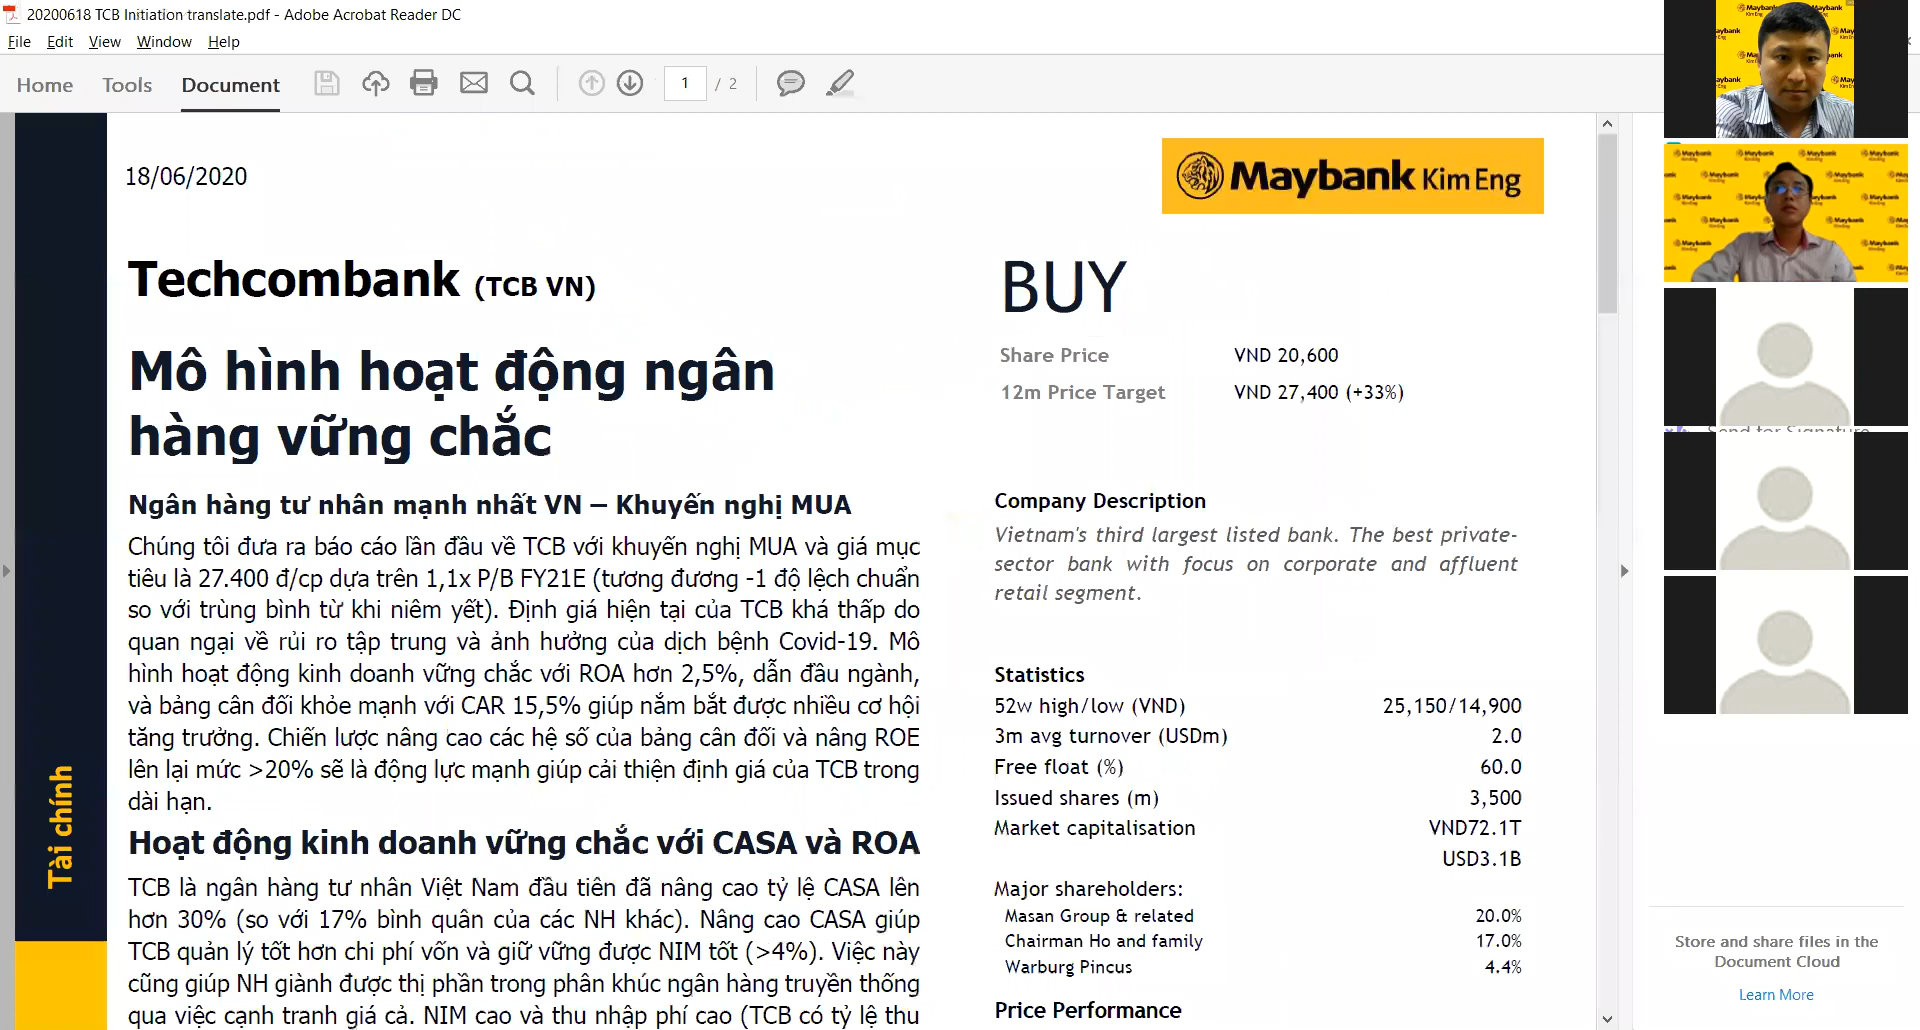 20200618 TCB Initiation translate.pdf - Adobe Acrobat Reader DC
File Edit View Window Help
Home Tools Document 1 / 2
18/06/2020
Maybank Kim Eng
Techcombank (TCB VN)
Mô hình hoạt động ngân
hàng vững chắc
Ngân hàng tư nhân mạnh nhất VN – Khuyến nghị MUA
Chúng tôi đưa ra báo cáo lần đầu về TCB với khuyến nghị MUA và giá mục
tiêu là 27.400 đ/cp dựa trên 1,1x P/B FY21E (tương đương -1 độ lệch chuẩn
so với trùng bình từ khi niêm yết). Định giá hiện tại của TCB khá thấp do
quan ngại về rủi ro tập trung và ảnh hưởng của dịch bệnh Covid-19. Mô
hình hoạt động kinh doanh vững chắc với ROA hơn 2,5%, dẫn đầu ngành,
và bảng cân đối khỏe mạnh với CAR 15,5% giúp nắm bắt được nhiều cơ hội
tăng trưởng. Chiến lược nâng cao các hệ số của bảng cân đối và nâng ROE
lên lại mức >20% sẽ là động lực mạnh giúp cải thiện định giá của TCB trong
dài hạn.
Hoạt động kinh doanh vững chắc với CASA và ROA
TCB là ngân hàng tư nhân Việt Nam đầu tiên đã nâng cao tỷ lệ CASA lên
hơn 30% (so với 17% bình quân của các NH khác). Nâng cao CASA giúp
TCB quản lý tốt hơn chi phí vốn và giữ vững được NIM tốt (>4%). Việc này
cũng giúp NH giành được thị phần trong phân khúc ngân hàng truyền thống
qua việc cạnh tranh giá cả. NIM cao và thu nhập phí cao (TCB có tỷ lệ thu
Tài chính
BUY
Share Price VND 20,600
12m Price Target VND 27,400 (+33%)
Company Description
Vietnam's third largest listed bank. The best private-
sector bank with focus on corporate and affluent
retail segment.
Statistics
52w high/low (VND) 25,150/14,900
3m avg turnover (USDm) 2.0
Free float (%) 60.0
Issued shares (m) 3,500
Market capitalisation VND72.1T
USD3.1B
Major shareholders:
Masan Group & related 20.0%
Chairman Ho and family 17.0%
Warburg Pincus 4.4%
Price Performance
Send for Signature
Store and share files in the
Document Cloud
Learn More